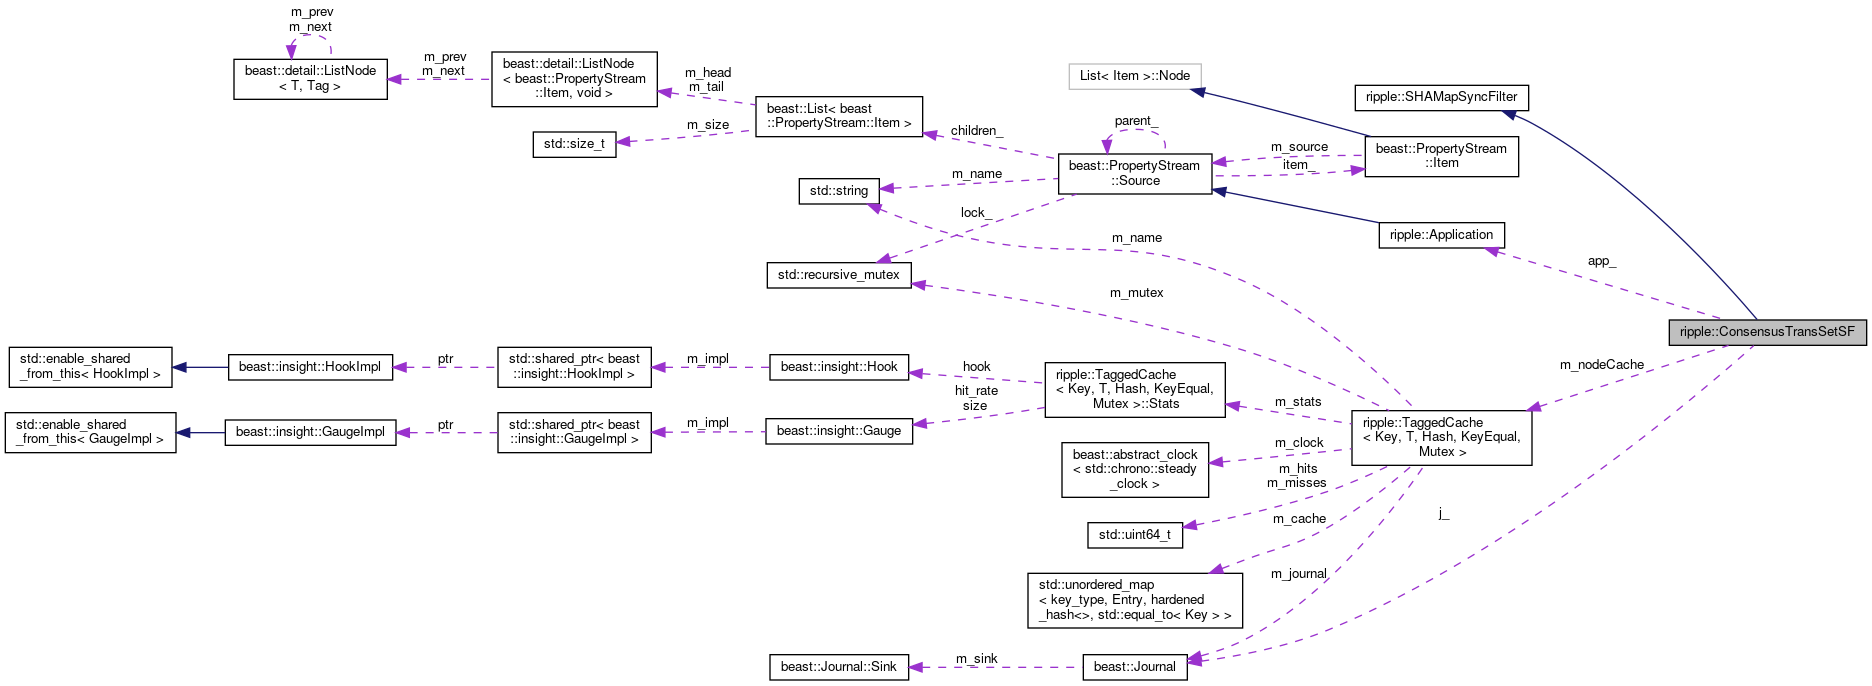 m_prev
m_next
beast::detail::ListNode
< T, Tag >
m_prev
m_next
beast::detail::ListNode
< beast::PropertyStream
::Item, void >
m_head
m_tail
m_size
std::size_t
beast::List< beast
::PropertyStream::Item >
children_
List< Item >::Node
ripple::SHAMapSyncFilter
parent_
beast::PropertyStream
::Source
m_source
item_
beast::PropertyStream
::Item
m_name
std::string
lock_
m_name
ripple::Application
app_
std::recursive_mutex
m_mutex
ripple::ConsensusTransSetSF
m_nodeCache
std::enable_shared
_from_this< HookImpl >
beast::insight::HookImpl
ptr
std::shared_ptr< beast
::insight::HookImpl >
m_impl
beast::insight::Hook
hook
hit_rate
size
ripple::TaggedCache
< Key, T, Hash, KeyEqual,
Mutex >::Stats
m_stats
std::enable_shared
_from_this< GaugeImpl >
beast::insight::GaugeImpl
ptr
std::shared_ptr< beast
::insight::GaugeImpl >
m_impl
beast::insight::Gauge
ripple::TaggedCache
< Key, T, Hash, KeyEqual,
Mutex >
beast::abstract_clock
< std::chrono::steady
_clock >
m_clock
m_hits
m_misses
std::uint64_t
m_cache
j_
std::unordered_map
< key_type, Entry, hardened
_hash<>, std::equal_to< Key > >
m_journal
beast::Journal::Sink
m_sink
beast::Journal